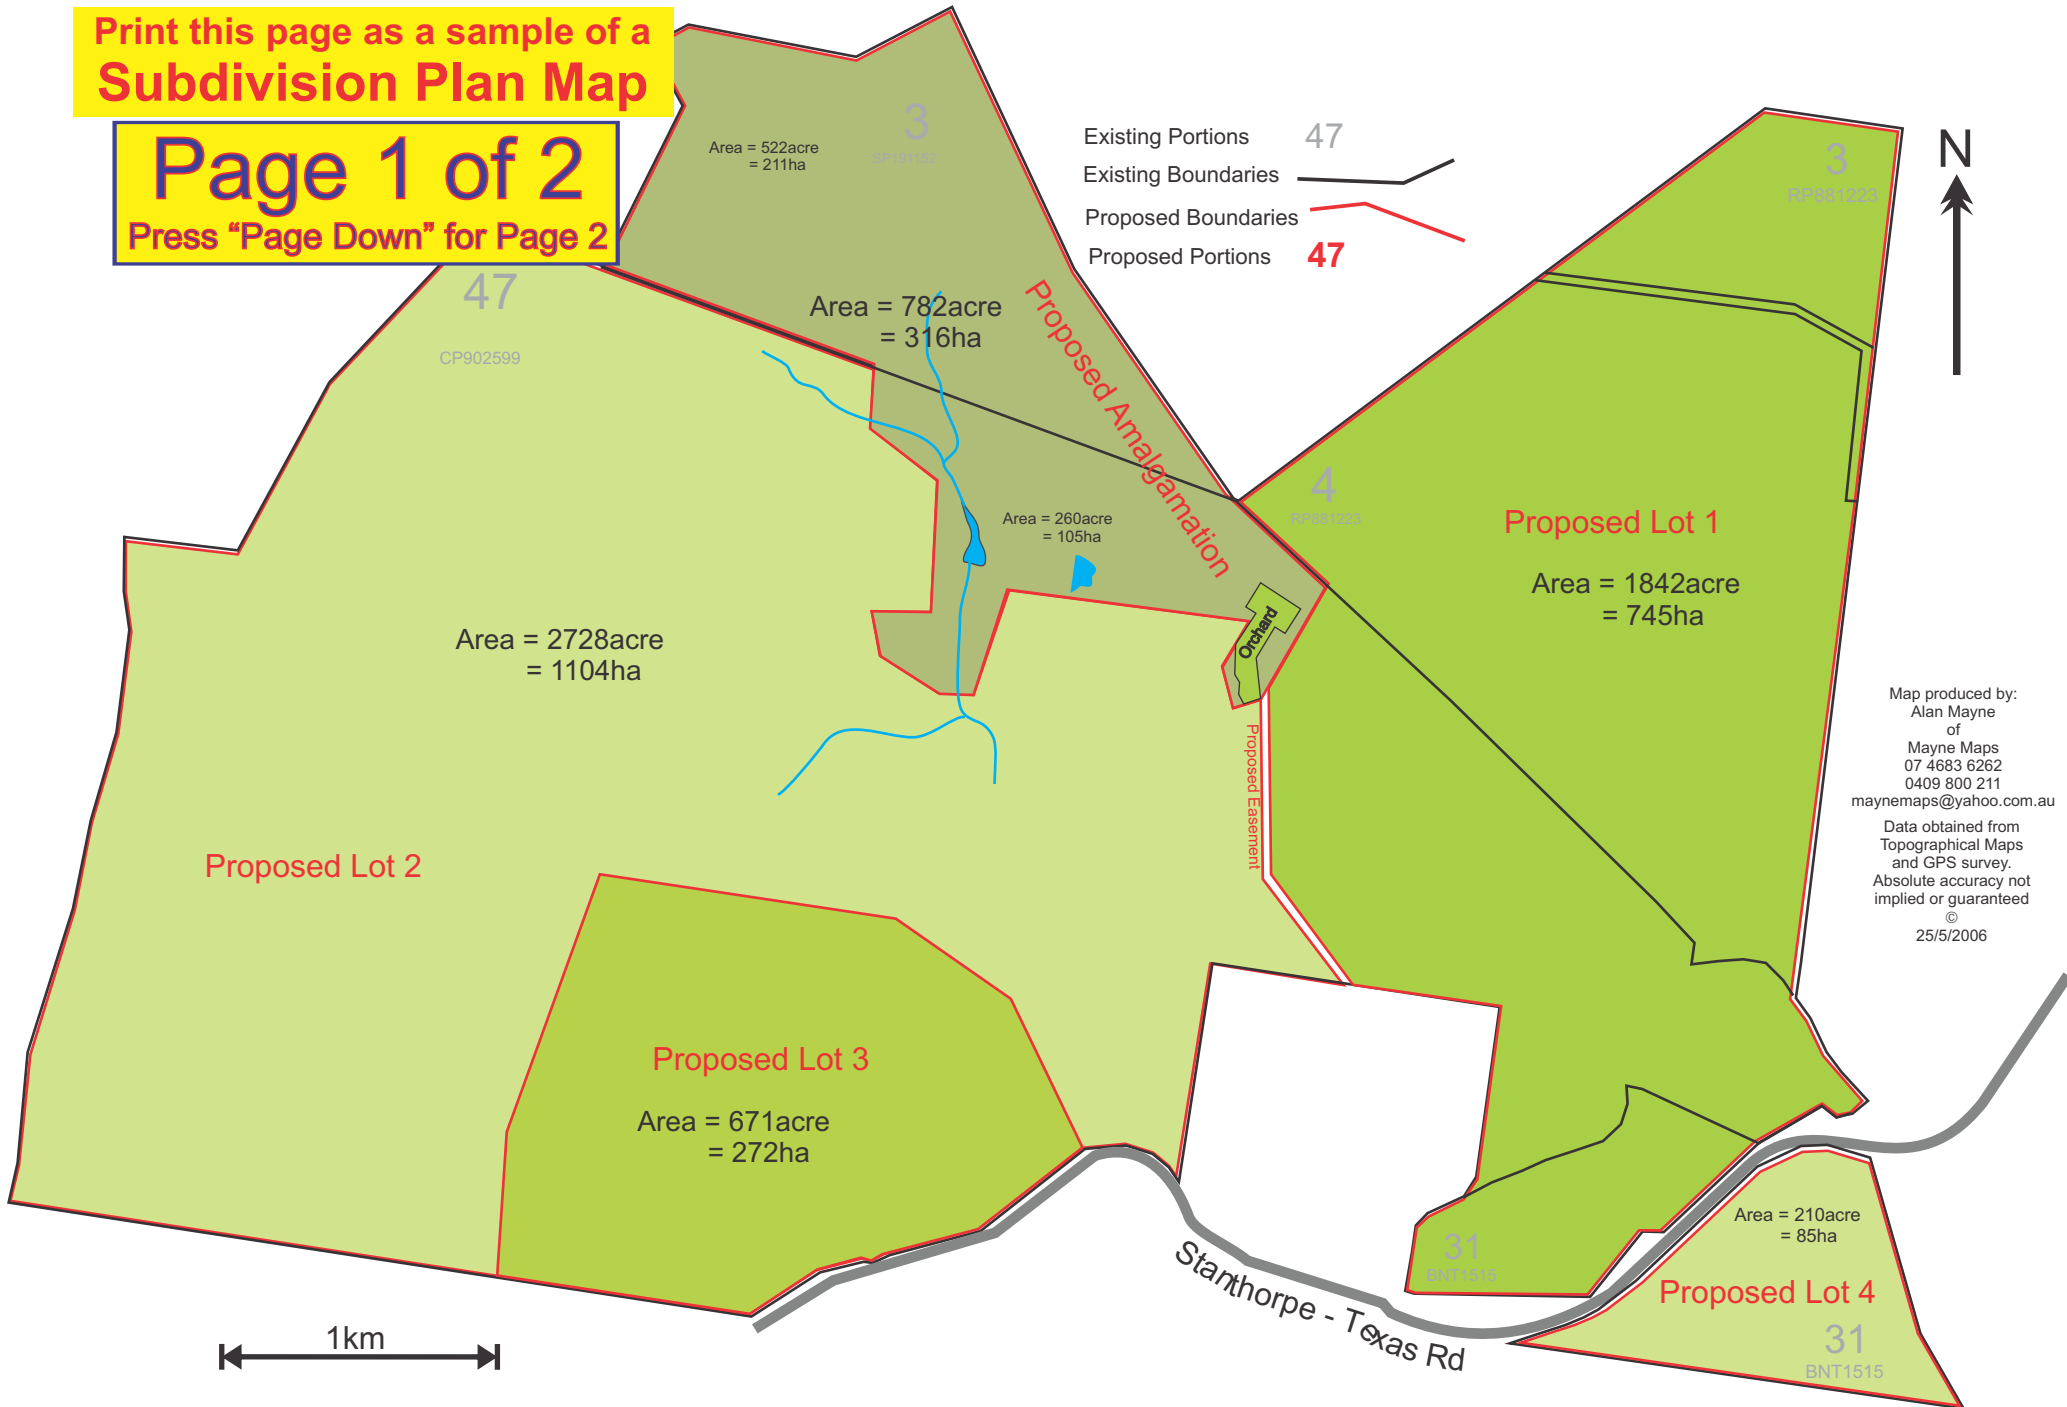 Print this page as a sample of a
Subdivision Plan Map
Page 1 of 2
Press “Page Down” for Page 2
Existing Portions 47
Existing Boundaries
Proposed Boundaries
Proposed Portions 47
N
3
SP181162
Area = 522acre
= 211ha
3
RP881223
47
CP902599
Area = 782acre
= 316ha
Proposed Amalgamation
4
RP881223
Area = 260acre
= 105ha
Proposed Lot 1
Area = 1842acre
= 745ha
Orchard
Area = 2728acre
= 1104ha
Proposed Easement
Map produced by:
Alan Mayne
of
Mayne Maps
07 4683 6262
0409 800 211
maynemaps@yahoo.com.au
Data obtained from
Topographical Maps
and GPS survey.
Absolute accuracy not
implied or guaranteed
©
25/5/2006
Proposed Lot 2
Proposed Lot 3
Area = 671acre
= 272ha
Area = 210acre
= 85ha
31
BNT1515
Proposed Lot 4
31
BNT1515
Stanthorpe - Texas Rd
1km